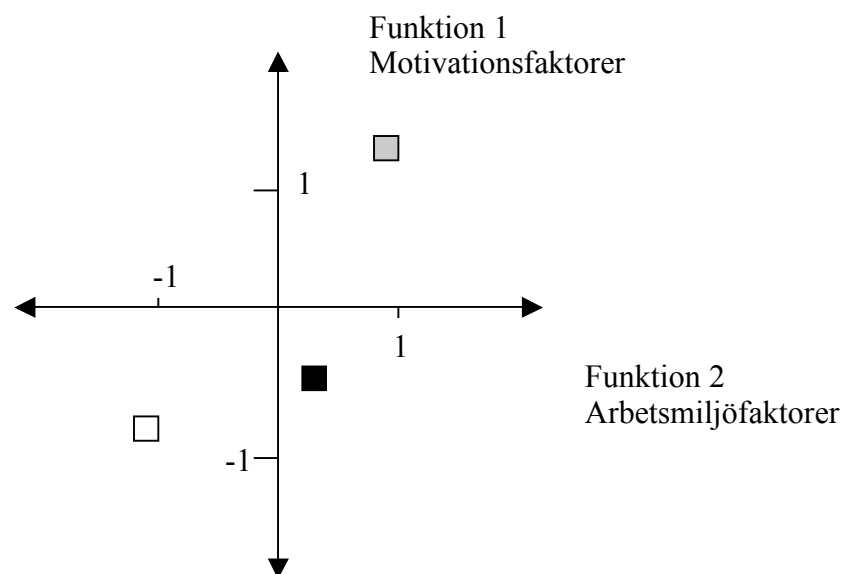 Funktion 1
Motivationsfaktorer
1
-1
1
Funktion 2
Arbetsmiljöfaktorer
-1